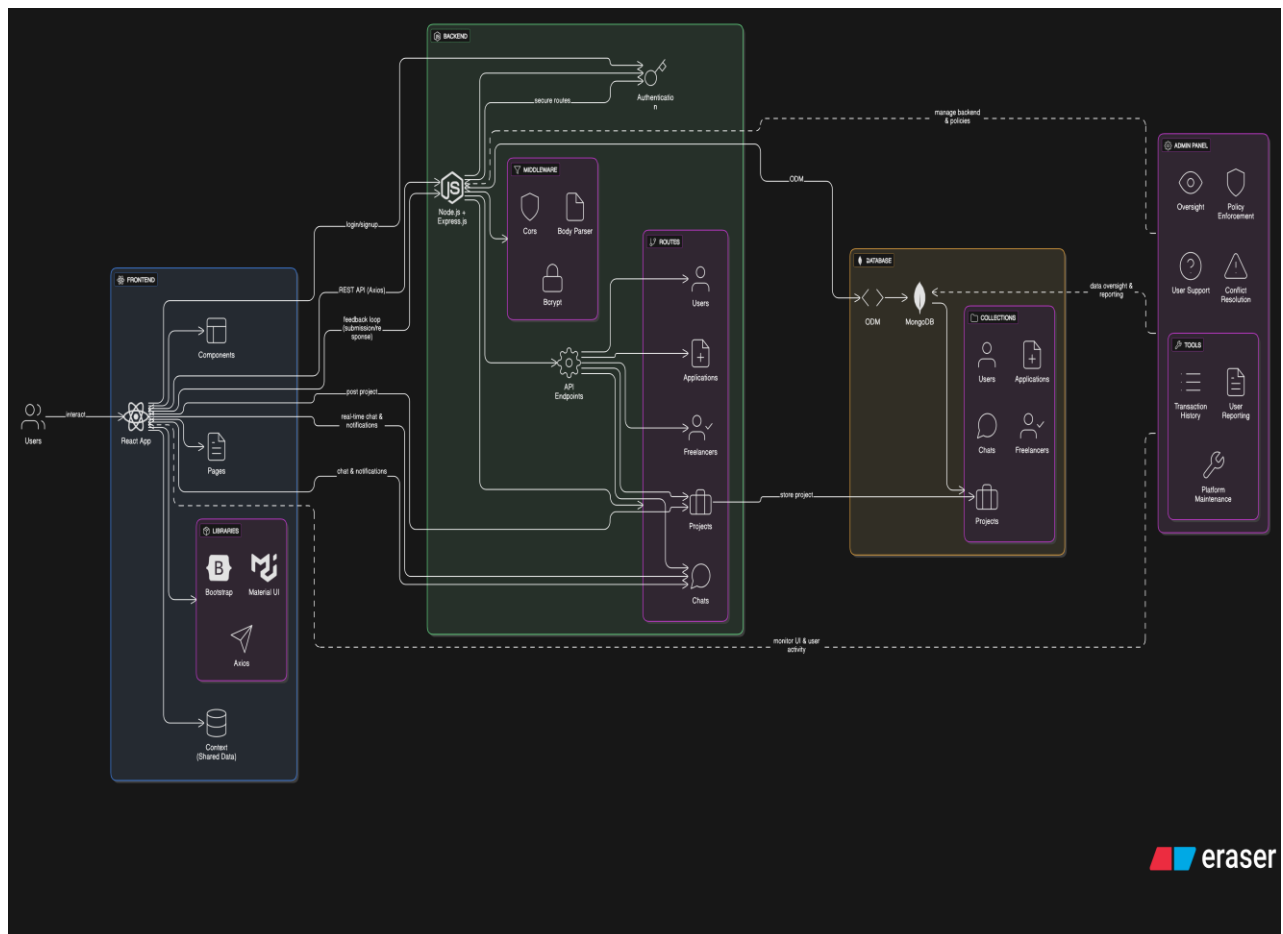 BACKEND
Authenticatio
n
secure routes
manage backend
& policies
ADMIN PANEL
Oversight
Policy
Enforcement
User Support
Conflict
Resolution
TOOLS
Transaction
History
User
Reporting
Platform
Maintenance
MIDDLEWARE
Cors
Body Parser
Bcrypt
Node.js +
Express.js
ODM
login/signup
ROUTES
Users
Applications
Freelancers
Projects
Chats
API
Endpoints
DATABASE
ODM
MongoDB
COLLECTIONS
Users
Applications
Chats
Freelancers
Projects
data oversight &
reporting
FRONTEND
REST API (Axios)
feedback loop
(submission/re
sponse)
Components
post project
real-time chat &
notifications
interact
Users
React App
Pages
chat & notifications
store project
LIBRARIES
B
Bootstrap
Material UI
Axios
monitor UI & user
activity
Context
(Shared Data)
JS
eraser